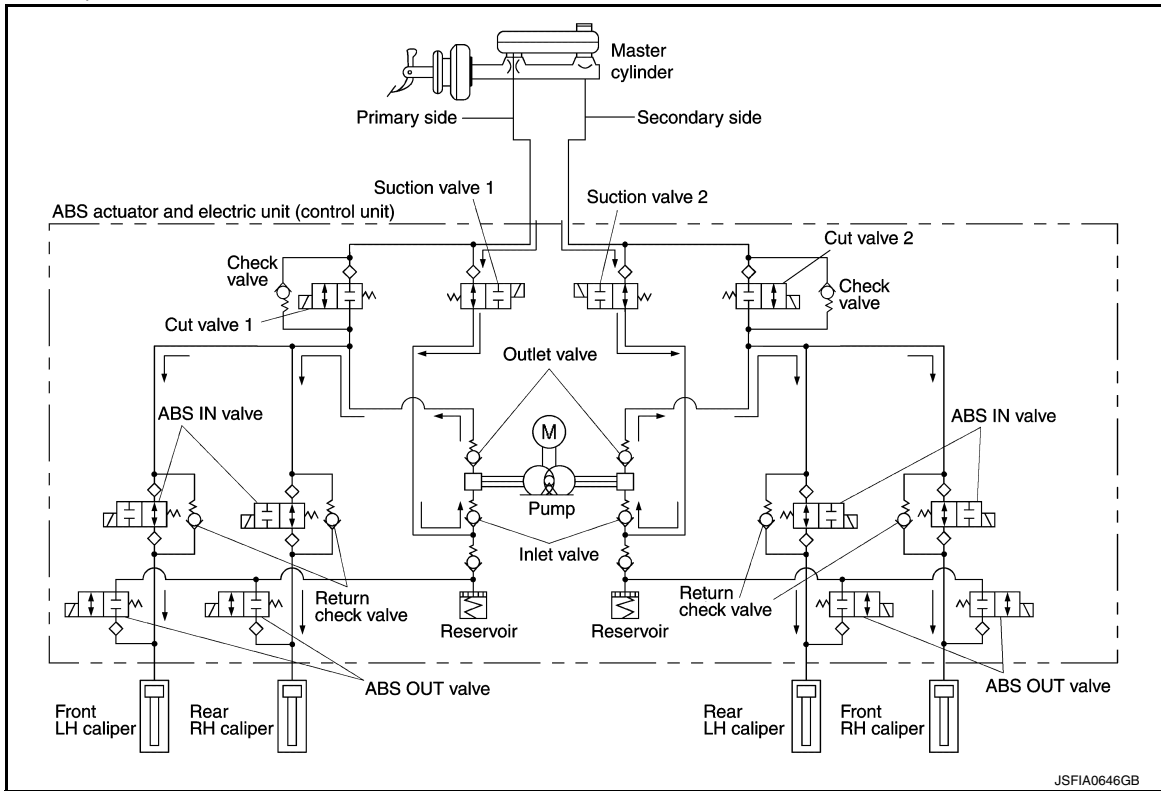 Master
cylinder
Primary side
Secondary side
Suction valve 1
Suction valve 2
ABS actuator and electric unit (control unit)
Cut valve 2
Check
valve
Check
valve
Cut valve 1
Outlet valve
ABS IN valve
ABS IN valve
M
Pump
Inlet valve
Return
check valve
Return
check valve
Reservoir
Reservoir
ABS OUT valve
ABS OUT valve
Front
LH caliper
Rear
RH caliper
Rear
LH caliper
Front
RH caliper
JSFIA0646GB